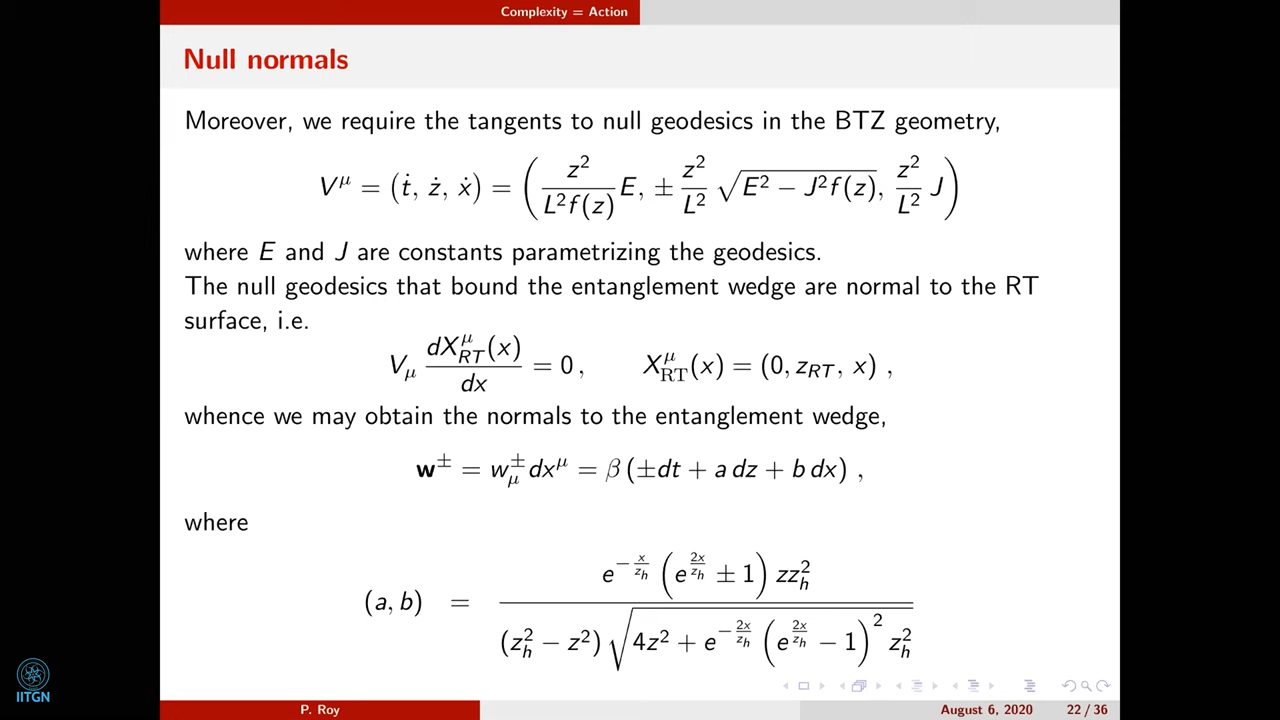 Complexity = Action
Null normals
Moreover, we require the tangents to null geodesics in the BTZ geometry,
V^μ = (ṫ, ż, ẋ) = ( z²/(L² f(z)) E, ± z²/L² √(E² − J² f(z)), z²/L² J )
where E and J are constants parametrizing the geodesics.
The null geodesics that bound the entanglement wedge are normal to the RT
surface, i.e.
V_μ dX^μ_RT(x)/dx = 0 , X^μ_RT(x) = (0, z_RT, x) ,
whence we may obtain the normals to the entanglement wedge,
w^± = w^±_μ dx^μ = β (±dt + a dz + b dx) ,
where
(a, b) = e^{−x/z_h} (e^{2x/z_h} ± 1) z z_h² / ( (z_h² − z²) √(4z² + e^{−2x/z_h} (e^{2x/z_h} − 1)² z_h²) )
IITGN
P. Roy
August 6, 2020
22 / 36